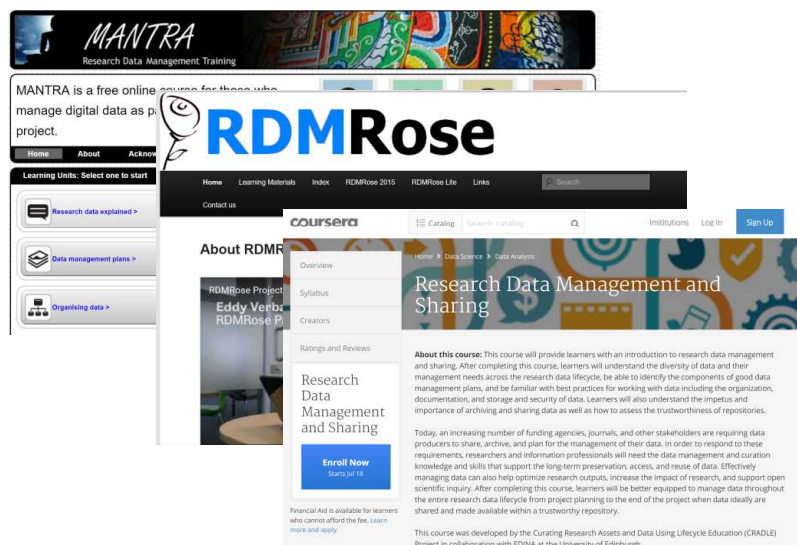 MANTRA
Research Data Management Training
MANTRA is a free online course for those who
manage digital data as pa
project.
Home About Acknow
Learning Units: Select one to start
Research data explained >
Data management plans >
Organising data >
RDMRose
Home Learning Materials Index RDMRose 2015 RDMRose Lite Links Search
Contact us
About RDMR
RDMRose Project
Eddy Verba
RDMRose P
coursera Catalog Search catalog Institutions Log In Sign Up
Overview
Syllabus
Creators
Ratings and Reviews
Research
Data
Management
and Sharing
Enroll Now
Starts Jul 18
Financial Aid is available for learners
who cannot afford the fee. Learn
more and apply.
Home > Data Science > Data Analysis
Research Data Management and
Sharing
About this course: This course will provide learners with an introduction to research data management
and sharing. After completing this course, learners will understand the diversity of data and their
management needs across the research data lifecycle, be able to identify the components of good data
management plans, and be familiar with best practices for working with data including the organization,
documentation, and storage and security of data. Learners will also understand the impetus and
importance of archiving and sharing data as well as how to assess the trustworthiness of repositories.
Today, an increasing number of funding agencies, journals, and other stakeholders are requiring data
producers to share, archive, and plan for the management of their data. In order to respond to these
requirements, researchers and information professionals will need the data management and curation
knowledge and skills that support the long-term preservation, access, and reuse of data. Effectively
managing data can also help optimize research outputs, increase the impact of research, and support open
scientific inquiry. After completing this course, learners will be better equipped to manage data throughout
the entire research data lifecycle from project planning to the end of the project when data ideally are
shared and made available within a trustworthy repository.
This course was developed by the Curating Research Assets and Data Using Lifecycle Education (CRADLE)
Project in collaboration with EDINA at the University of Edinburgh